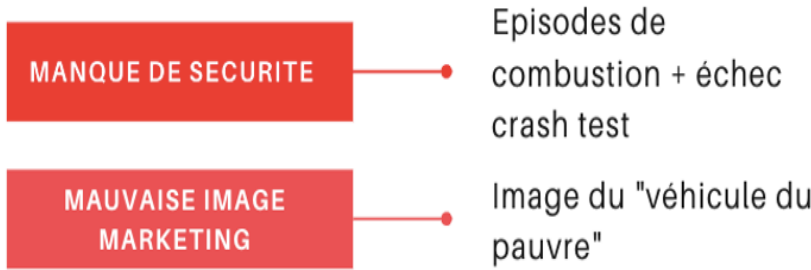 MANQUE DE SECURITE
Episodes de
combustion + échec
crash test
MAUVAISE IMAGE
MARKETING
Image du "véhicule du
pauvre"